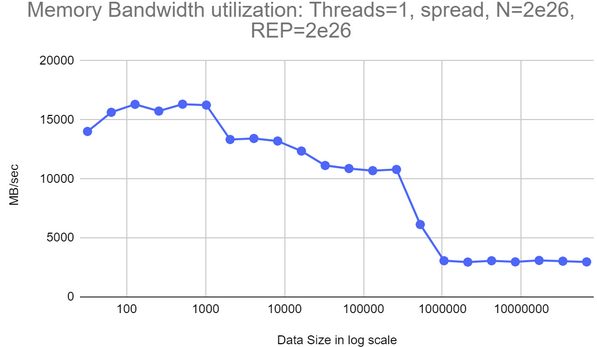 Memory Bandwidth utilization: Threads=1, spread, N=2e26,
REP=2e26
20000
15000
10000
5000
0
MB/sec
100
1000
10000
100000
1000000
10000000
Data Size in log scale